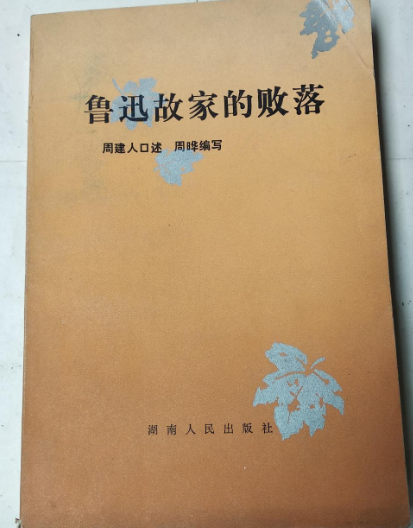 鲁迅故家的败落
周建人口述 周晔编写
湖南人民出版社